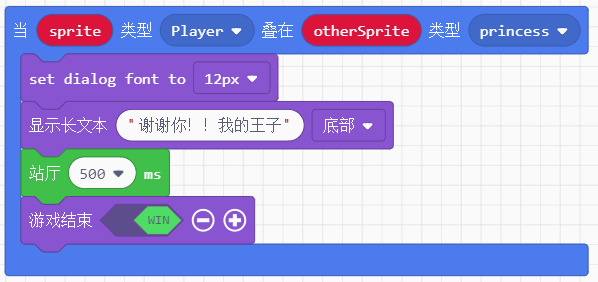 当 sprite 类型 Player 叠在 otherSprite 类型 princess
set dialog font to 12px
显示长文本 "谢谢你！！我的王子" 底部
站厅 500 ms
游戏结束 WIN